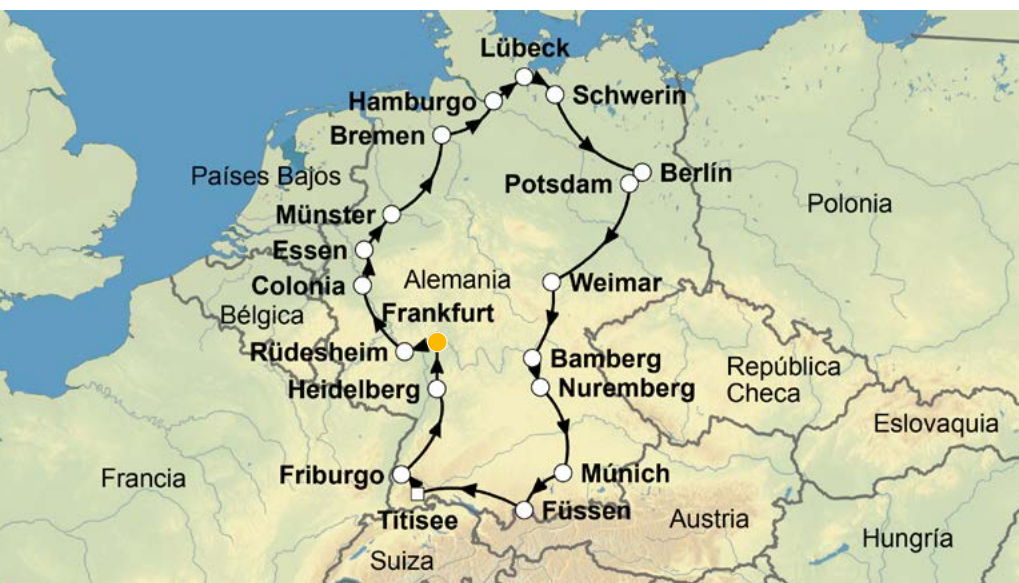 Lübeck
Hamburgo
Schwerin
Bremen
Países Bajos
Potsdam
Berlín
Münster
Polonia
Essen
Colonia
Alemania
Weimar
Bélgica
Frankfurt
Rüdesheim
Bamberg
República
Checa
Heidelberg
Nuremberg
Eslovaquia
Francia
Friburgo
Múnich
Titisee
Füssen
Austria
Hungría
Suiza